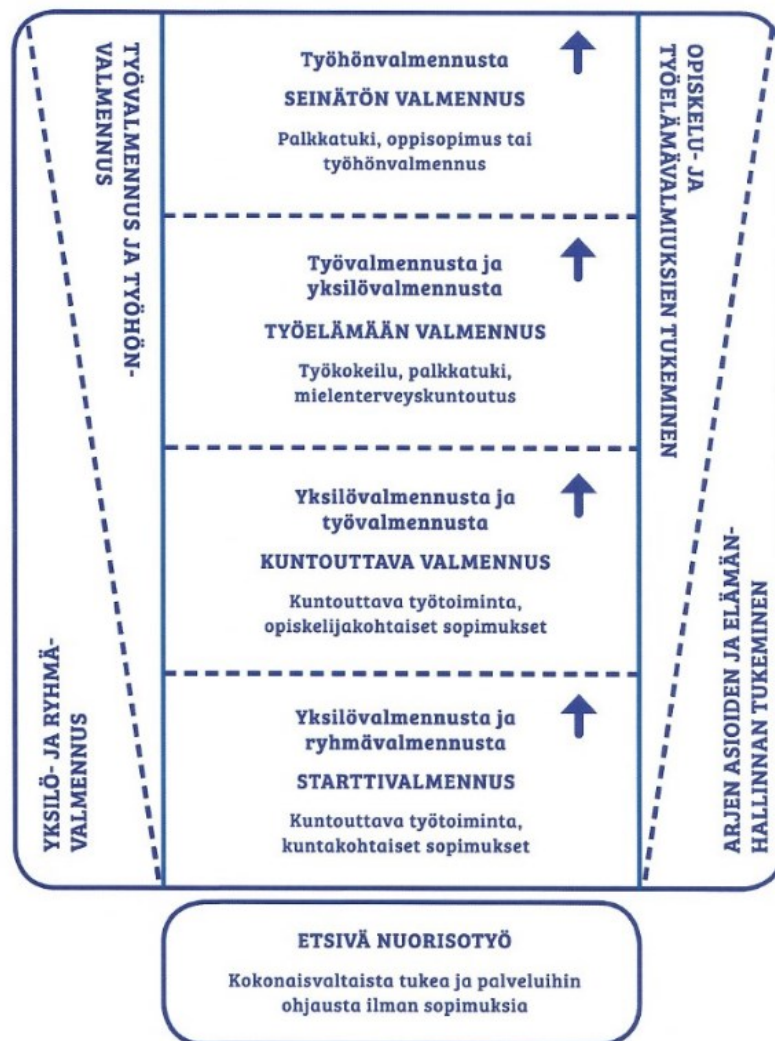 TYÖVALMENNUS JA TYÖHÖN-
VALMENNUS
YKSILÖ- JA RYHMÄ-
VALMENNUS
Työhönvalmennusta
SEINÄTÖN VALMENNUS
Palkkatuki, oppisopimus tai
työhönvalmennus
Työvalmennusta ja
yksilövalmennusta
TYÖELÄMÄÄN VALMENNUS
Työkokeilu, palkkatuki,
mielenterveyskuntoutus
Yksilövalmennusta ja
työvalmennusta
KUNTOUTTAVA VALMENNUS
Kuntouttava työtoiminta,
opiskelijakohtaiset sopimukset
Yksilövalmennusta ja
ryhmävalmennusta
STARTTIVALMENNUS
Kuntouttava työtoiminta,
kuntakohtaiset sopimukset
OPISKELU- JA
TYÖELÄMÄVALMIUKSIEN TUKEMINEN
ARJEN ASIOIDEN JA ELÄMÄN-
HALLINNAN TUKEMINEN
ETSIVÄ NUORISOTYÖ
Kokonaisvaltaista tukea ja palveluihin
ohjausta ilman sopimuksia